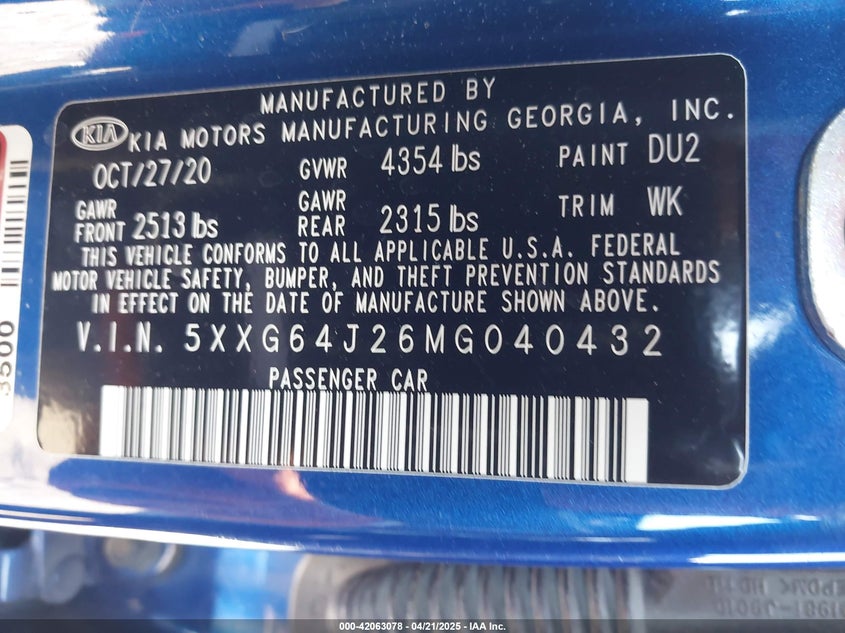 MANUFACTURED BY
KIA KIA MOTORS MANUFACTURING GEORGIA, INC.
OCT/27/20 GVWR 4354 lbs PAINT DU2
GAWR FRONT 2513 lbs GAWR REAR 2315 lbs TRIM WK
THIS VEHICLE CONFORMS TO ALL APPLICABLE U.S.A. FEDERAL
MOTOR VEHICLE SAFETY, BUMPER, AND THEFT PREVENTION STANDARDS
IN EFFECT ON THE DATE OF MANUFACTURE SHOWN ABOVE.
V.I.N. 5XXG64J26MG040432
PASSENGER CAR
3500
000-42063078 - 04/21/2025 - IAA Inc.